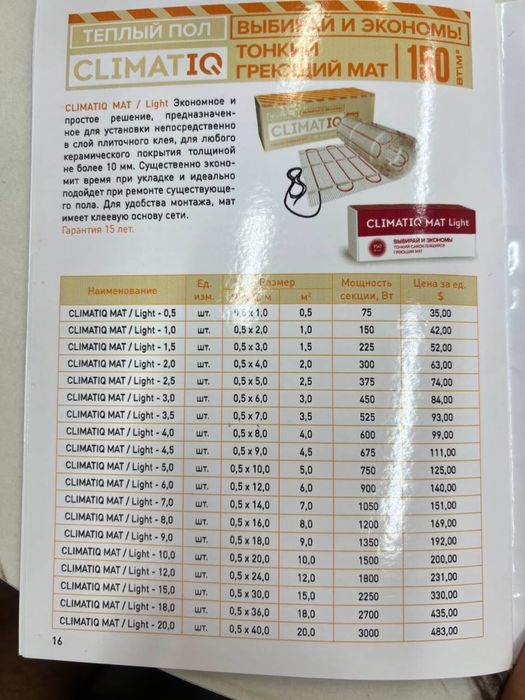 ТЕПЛЫЙ ПОЛ
CLIMATIQ
ВЫБИРАЙ И ЭКОНОМЬ!
ТОНКИЙ
ГРЕЮЩИЙ МАТ
150 ВТ\М²
CLIMATIQ MAT / Light Экономное и
простое решение, предназначен-
ное для установки непосредственно
в слой плиточного клея, для любого
керамического покрытия толщиной
не более 10 мм. Существенно эконо-
мит время при укладке и идеально
подойдет при ремонте существующе-
го пола. Для удобства монтажа, мат
имеет клеевую основу сети.
Гарантия 15 лет.
CLIMATIQ
CLIMATIQ MAT Light
150
ВЫБИРАЙ И ЭКОНОМЬ
ТОНКИЙ САМОКЛЕЯЩИЙСЯ
ГРЕЮЩИЙ МАТ
Наименование Ед. изм. Размер м² Мощность секции, Вт Цена за ед. $
CLIMATIQ MAT / Light - 0,5 шт. 0,5 x 1,0 0,5 75 35,00
CLIMATIQ MAT / Light - 1,0 шт. 0,5 x 2,0 1,0 150 42,00
CLIMATIQ MAT / Light - 1,5 шт. 0,5 x 3,0 1,5 225 52,00
CLIMATIQ MAT / Light - 2,0 шт. 0,5 x 4,0 2,0 300 63,00
CLIMATIQ MAT / Light - 2,5 шт. 0,5 x 5,0 2,5 375 74,00
CLIMATIQ MAT / Light - 3,0 шт. 0,5 x 6,0 3,0 450 84,00
CLIMATIQ MAT / Light - 3,5 шт. 0,5 x 7,0 3,5 525 93,00
CLIMATIQ MAT / Light - 4,0 шт. 0,5 x 8,0 4,0 600 99,00
CLIMATIQ MAT / Light - 4,5 шт. 0,5 x 9,0 4,5 675 111,00
CLIMATIQ MAT / Light - 5,0 шт. 0,5 x 10,0 5,0 750 125,00
CLIMATIQ MAT / Light - 6,0 шт. 0,5 x 12,0 6,0 900 140,00
CLIMATIQ MAT / Light - 7,0 шт. 0,5 x 14,0 7,0 1050 151,00
CLIMATIQ MAT / Light - 8,0 шт. 0,5 x 16,0 8,0 1200 169,00
CLIMATIQ MAT / Light - 9,0 шт. 0,5 x 18,0 9,0 1350 192,00
CLIMATIQ MAT / Light - 10,0 шт. 0,5 x 20,0 10,0 1500 200,00
CLIMATIQ MAT / Light - 12,0 шт. 0,5 x 24,0 12,0 1800 231,00
CLIMATIQ MAT / Light - 15,0 шт. 0,5 x 30,0 15,0 2250 330,00
CLIMATIQ MAT / Light - 18,0 шт. 0,5 x 36,0 18,0 2700 435,00
CLIMATIQ MAT / Light - 20,0 шт. 0,5 x 40,0 20,0 3000 483,00
16